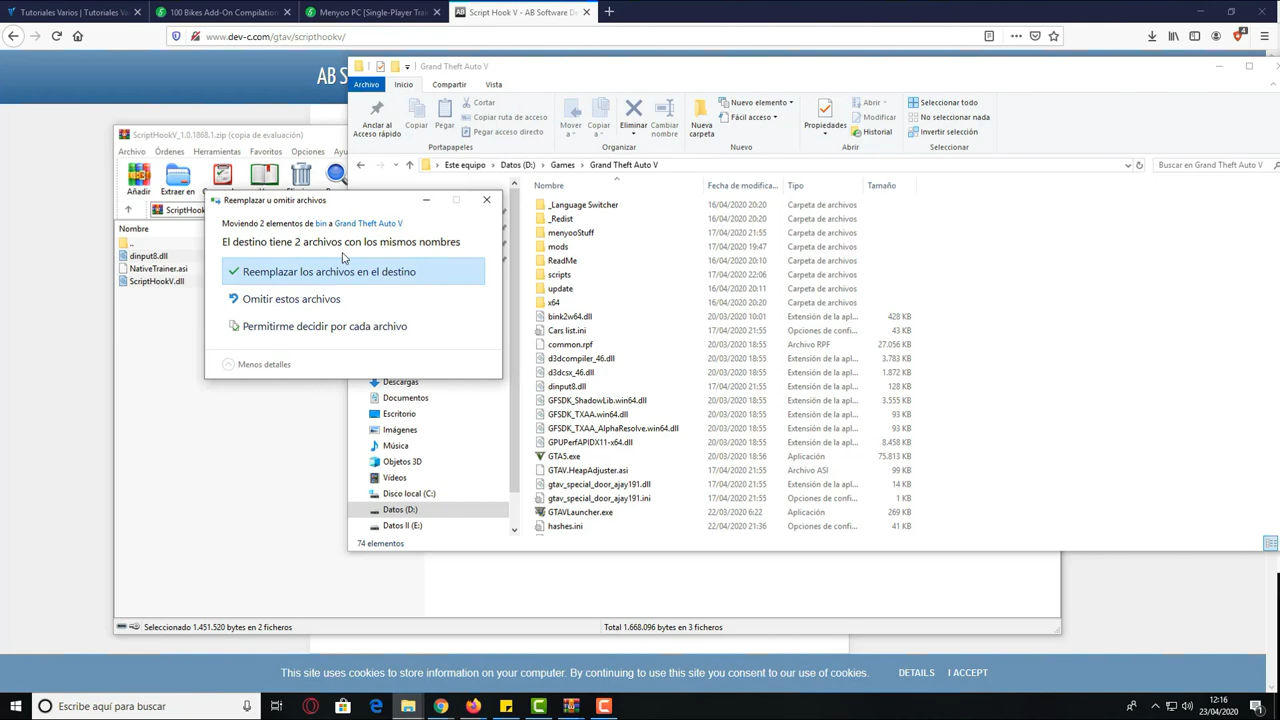 Tutoriales Varios | Tutoriales Va
100 Bikes Add-On Compilation
Menyoo PC [Single-Player Train
Script Hook V - AB Software De
www.dev-c.com/gtav/scripthookv/
AB S
Grand Theft Auto V
Archivo Inicio Compartir Vista
Anclar al Acceso rápido
Copiar
Pegar
Cortar
Copiar ruta de acceso
Pegar acceso directo
Portapapeles
Mover a
Copiar a
Eliminar
Cambiar nombre
Organizar
Nueva carpeta
Nuevo elemento
Fácil acceso
Nuevo
Propiedades
Abrir
Modificar
Historial
Abrir
Seleccionar todo
No seleccionar nada
Invertir selección
Seleccionar
Este equipo > Datos (D:) > Games > Grand Theft Auto V
Buscar en Grand Theft Auto V
ScriptHookV_1.0.1868.1.zip (copia de evaluación)
Archivo Órdenes Herramientas Favoritos Opciones Ayu
Añadir
Extraer en
ScriptHook
Nombre
..
dinput8.dll
NativeTrainer.asi
ScriptHookV.dll
Reemplazar u omitir archivos
Moviendo 2 elementos de bin a Grand Theft Auto V
El destino tiene 2 archivos con los mismos nombres
Reemplazar los archivos en el destino
Omitir estos archivos
Permitirme decidir por cada archivo
Menos detalles
Descargas
Documentos
Escritorio
Imágenes
Música
Objetos 3D
Vídeos
Disco local (C:)
Datos (D:)
Datos II (E:)
Nombre Fecha de modifica... Tipo Tamaño
_Language Switcher 16/04/2020 20:20 Carpeta de archivos
_Redist 16/04/2020 20:20 Carpeta de archivos
menyooStuff 17/04/2020 21:55 Carpeta de archivos
mods 17/04/2020 19:47 Carpeta de archivos
ReadMe 16/04/2020 20:10 Carpeta de archivos
scripts 17/04/2020 22:06 Carpeta de archivos
update 16/04/2020 20:11 Carpeta de archivos
x64 16/04/2020 20:20 Carpeta de archivos
bink2w64.dll 20/03/2020 10:01 Extensión de la apl... 428 KB
Cars list.ini 17/04/2020 21:55 Opciones de confi... 43 KB
common.rpf 20/03/2020 18:55 Archivo RPF 27.056 KB
d3dcompiler_46.dll 20/03/2020 18:55 Extensión de la apl... 3.783 KB
d3dcsx_46.dll 20/03/2020 18:55 Extensión de la apl... 1.872 KB
dinput8.dll 17/04/2020 21:55 Extensión de la apl... 128 KB
GFSDK_ShadowLib.win64.dll 20/03/2020 18:55 Extensión de la apl... 3.555 KB
GFSDK_TXAA.win64.dll 20/03/2020 18:55 Extensión de la apl... 93 KB
GFSDK_TXAA_AlphaResolve.win64.dll 20/03/2020 18:55 Extensión de la apl... 93 KB
GPUPerfAPIDX11-x64.dll 20/03/2020 18:55 Extensión de la apl... 8.458 KB
GTA5.exe 20/03/2020 18:56 Aplicación 75.813 KB
GTAV.HeapAdjuster.asi 17/04/2020 21:55 Archivo ASI 99 KB
gtav_special_door_ajay191.dll 17/04/2020 21:55 Extensión de la apl... 14 KB
gtav_special_door_ajay191.ini 17/04/2020 21:55 Opciones de confi... 1 KB
GTAVLauncher.exe 22/03/2020 6:22 Aplicación 269 KB
hashes.ini 22/04/2020 21:36 Opciones de confi... 41 KB
74 elementos
Seleccionado 1.451.520 bytes en 2 ficheros
Total 1.668.096 bytes en 3 ficheros
This site uses cookies to store information on your computer. By continuing to use this site you consent to our use of cookies. DETAILS I ACCEPT
Escribe aquí para buscar
12:16
23/04/2020